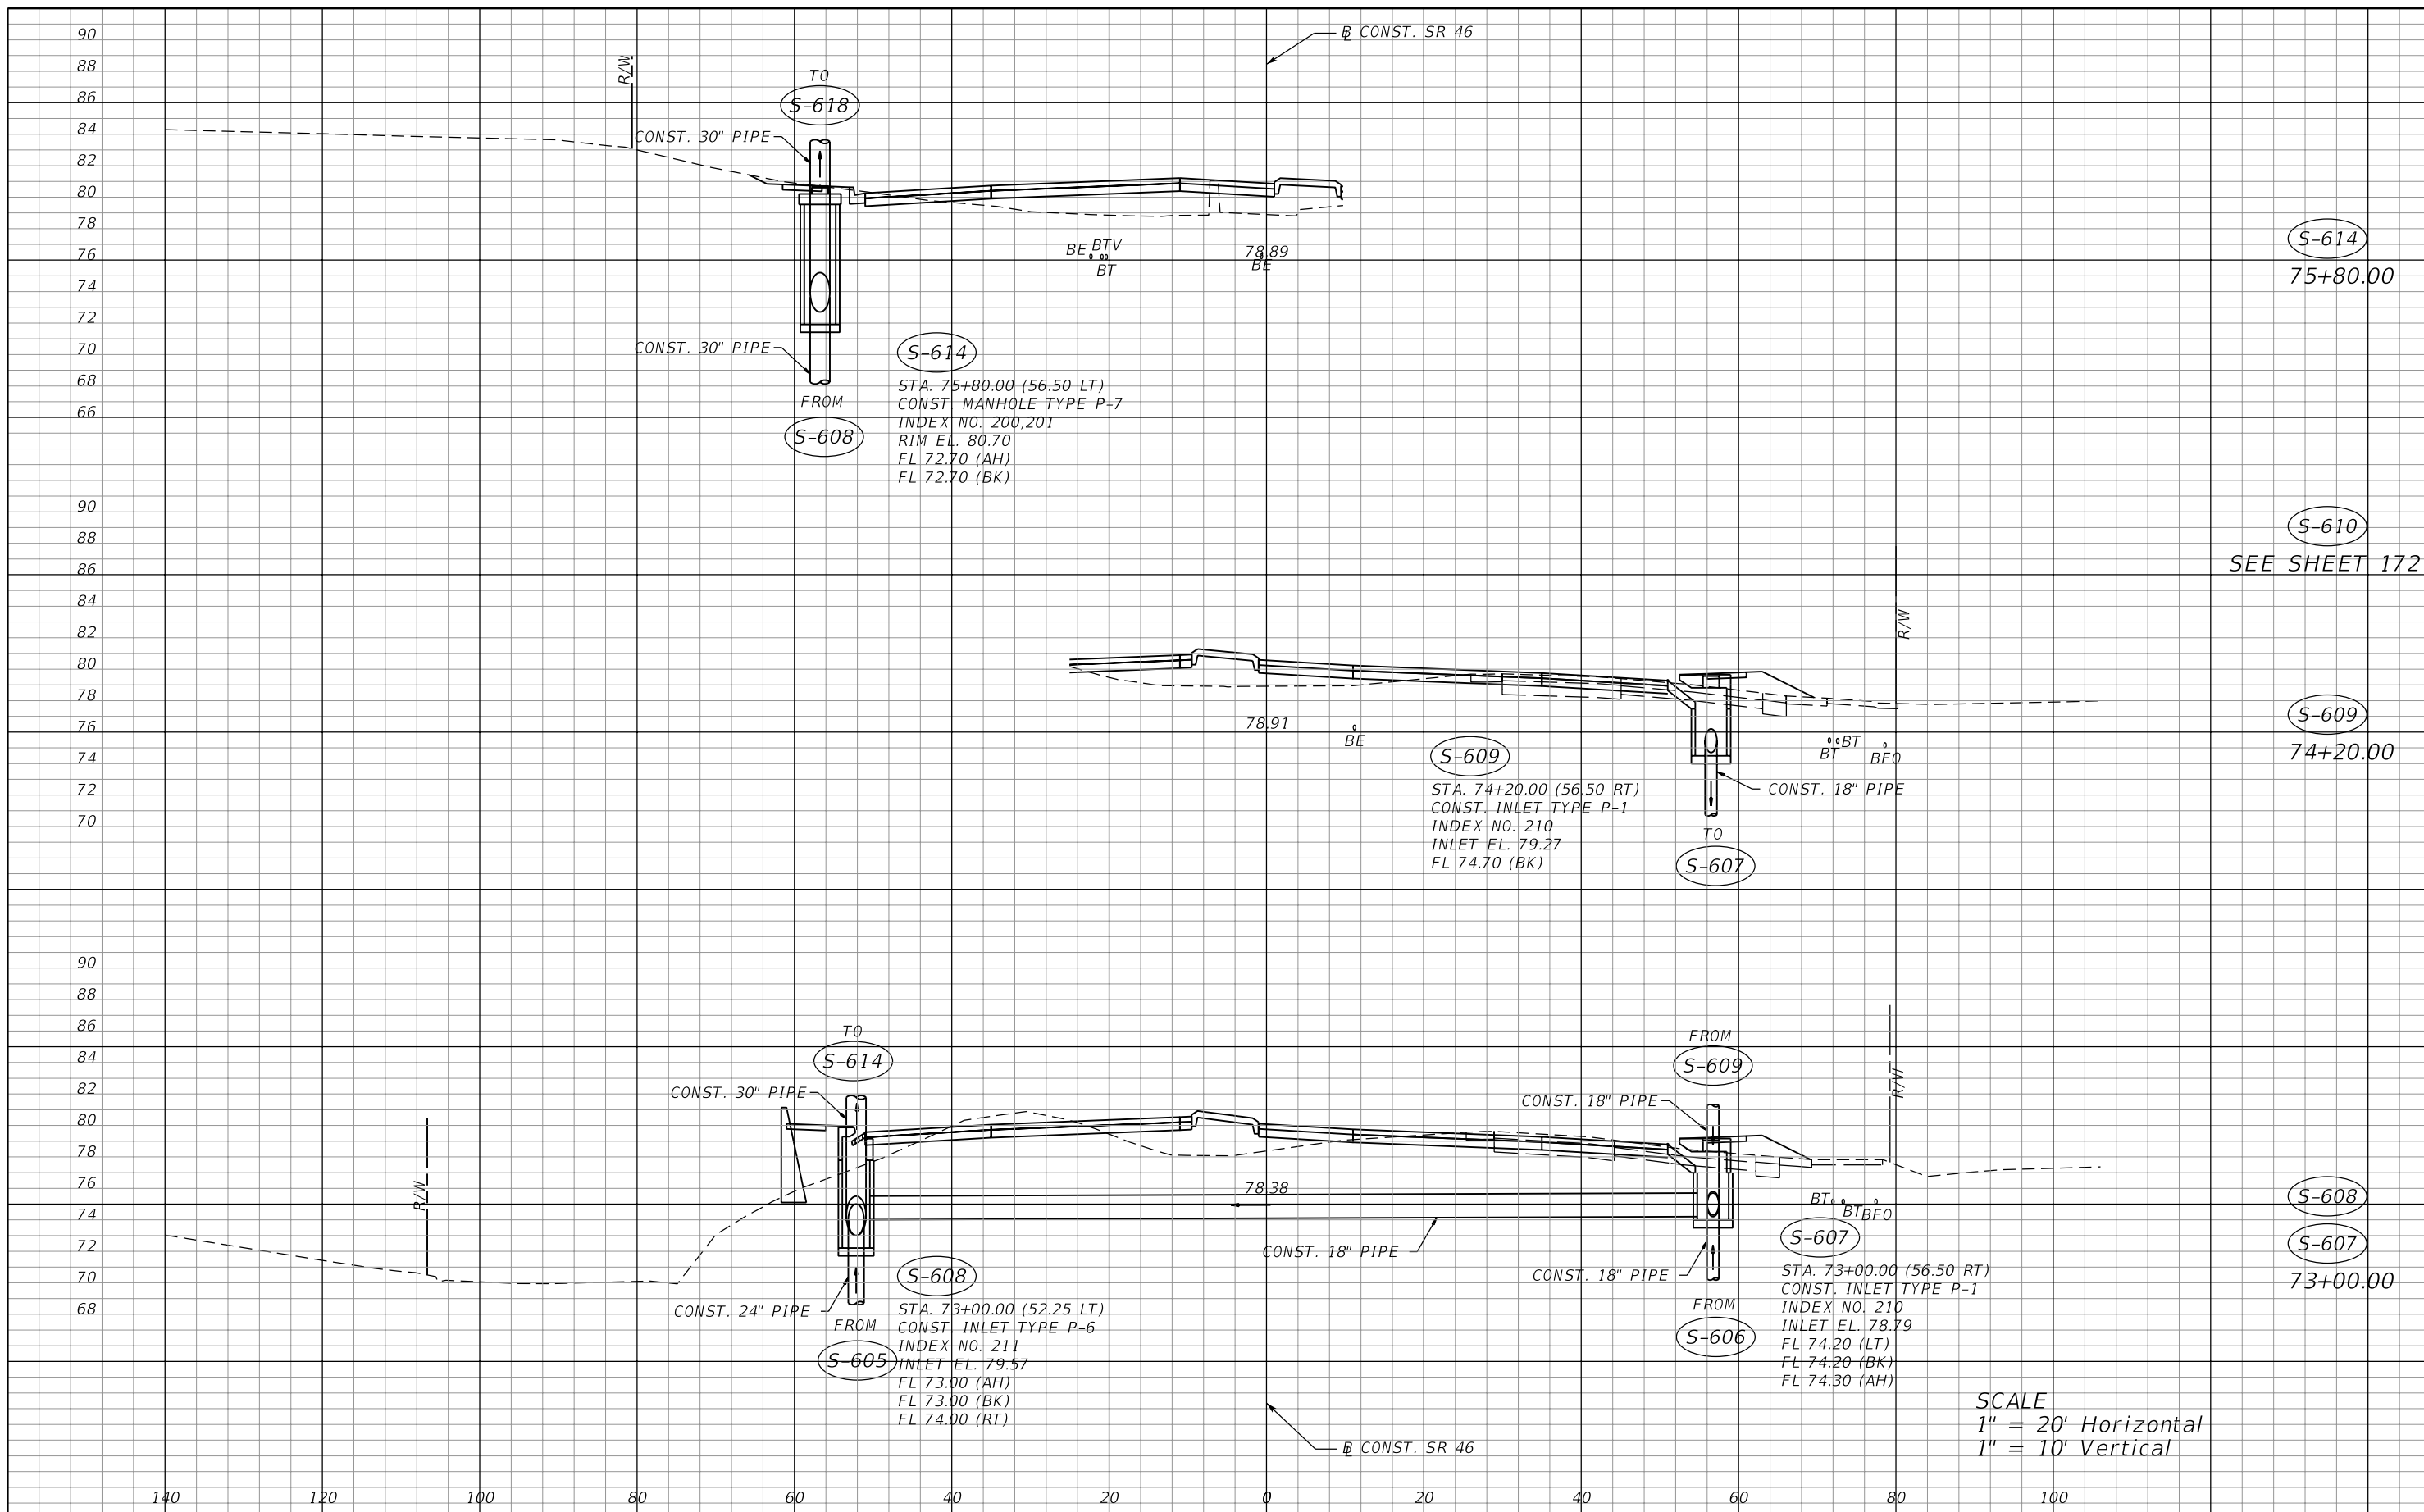 90
88
86
84
82
80
78
76
74
72
70
68
66
℄ CONST. SR 46
R/W
TO
S-618
CONST. 30" PIPE
BE
BTV
BT
78.89
BE
CONST. 30" PIPE
FROM
S-608
S-614
STA. 75+80.00 (56.50 LT)
CONST. MANHOLE TYPE P-7
INDEX NO. 200,201
RIM EL. 80.70
FL 72.70 (AH)
FL 72.70 (BK)
S-614
75+80.00
90
88
86
84
82
80
78
76
74
72
70
S-610
SEE SHEET 172
R/W
78.91
BE
S-609
STA. 74+20.00 (56.50 RT)
CONST. INLET TYPE P-1
INDEX NO. 210
INLET EL. 79.27
FL 74.70 (BK)
BT
BT
BFO
CONST. 18" PIPE
TO
S-607
S-609
74+20.00
90
88
86
84
82
80
78
76
74
72
70
68
R/W
TO
S-614
CONST. 30" PIPE
FROM
S-609
CONST. 18" PIPE
R/W
78.38
CONST. 18" PIPE
BT
BT
BFO
CONST. 24" PIPE
FROM
S-605
S-608
STA. 73+00.00 (52.25 LT)
CONST. INLET TYPE P-6
INDEX NO. 211
INLET EL. 79.57
FL 73.00 (AH)
FL 73.00 (BK)
FL 74.00 (RT)
CONST. 18" PIPE
FROM
S-606
S-607
STA. 73+00.00 (56.50 RT)
CONST. INLET TYPE P-1
INDEX NO. 210
INLET EL. 78.79
FL 74.20 (LT)
FL 74.20 (BK)
FL 74.30 (AH)
S-608
S-607
73+00.00
℄ CONST. SR 46
SCALE
1" = 20' Horizontal
1" = 10' Vertical
140 120 100 80 60 40 20 0 20 40 60 80 100